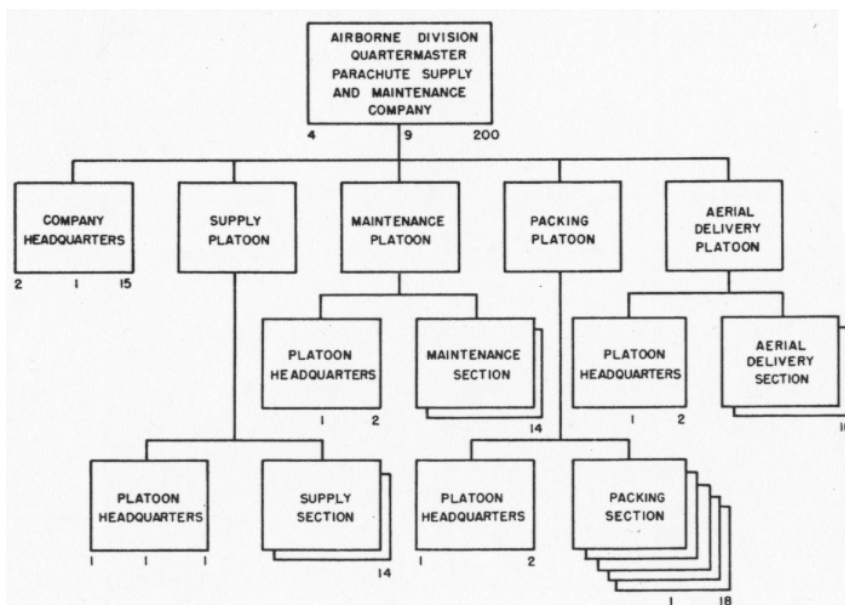 AIRBORNE DIVISION
QUARTERMASTER
PARACHUTE SUPPLY
AND MAINTENANCE
COMPANY
4 9 200
COMPANY
HEADQUARTERS
2 1 15
SUPPLY
PLATOON
MAINTENANCE
PLATOON
PACKING
PLATOON
AERIAL
DELIVERY
PLATOON
PLATOON
HEADQUARTERS
1 2
MAINTENANCE
SECTION
14
PLATOON
HEADQUARTERS
1 2
AERIAL
DELIVERY
SECTION
PLATOON
HEADQUARTERS
1 1 1
SUPPLY
SECTION
14
PLATOON
HEADQUARTERS
1 2
PACKING
SECTION
1 18